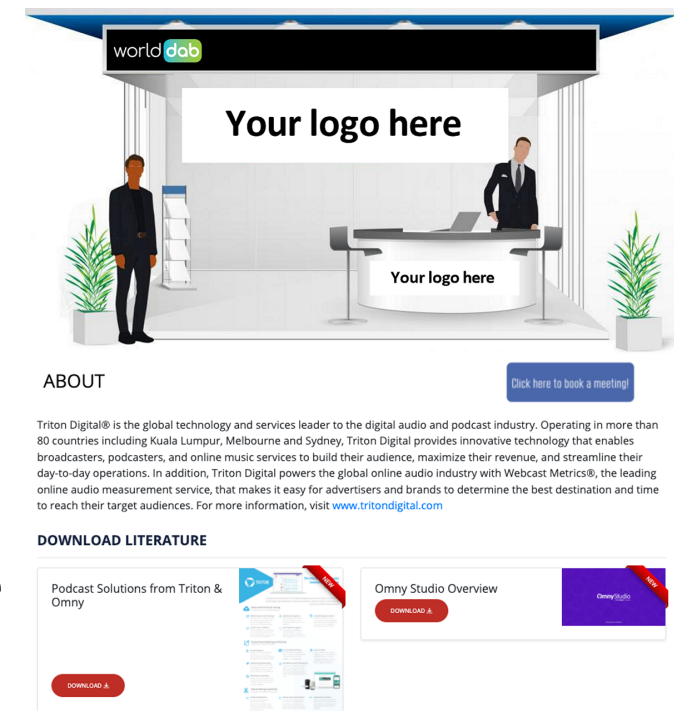 world dab
Your logo here
Your logo here
ABOUT
Click here to book a meeting!
Triton Digital® is the global technology and services leader to the digital audio and podcast industry. Operating in more than
80 countries including Kuala Lumpur, Melbourne and Sydney, Triton Digital provides innovative technology that enables
broadcasters, podcasters, and online music services to build their audience, maximize their revenue, and streamline their
day-to-day operations. In addition, Triton Digital powers the global online audio industry with Webcast Metrics®, the leading
online audio measurement service, that makes it easy for advertisers and brands to determine the best destination and time
to reach their target audiences. For more information, visit www.tritondigital.com
DOWNLOAD LITERATURE
Podcast Solutions from Triton &
Omny
DOWNLOAD
TRITON
NEW
Omny Studio Overview
DOWNLOAD
OmnyStudio
NEW